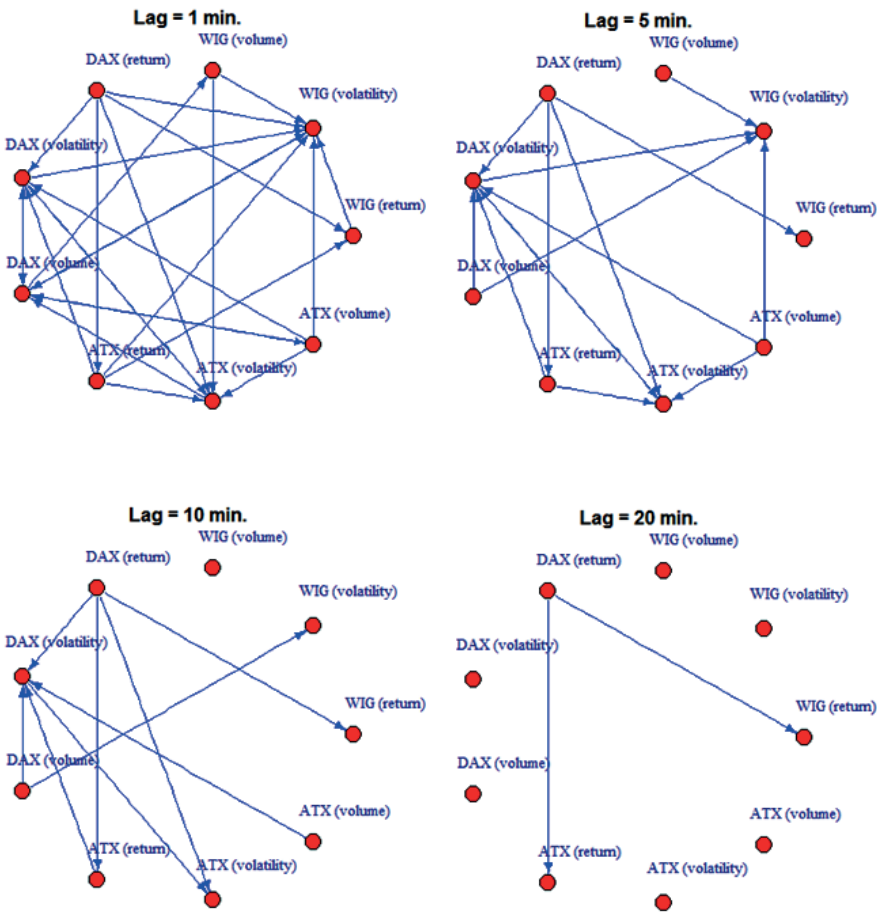 Lag = 1 min.
WIG (volume)
DAX (return)
WIG (volatility)
DAX (volatility)
WIG (return)
DAX (volume)
ATX (volume)
ATX (return)
ATX (volatility)
Lag = 5 min.
WIG (volume)
DAX (return)
WIG (volatility)
DAX (volatility)
WIG (return)
DAX (volume)
ATX (volume)
ATX (return)
ATX (volatility)
Lag = 10 min.
WIG (volume)
DAX (return)
WIG (volatility)
DAX (volatility)
WIG (return)
DAX (volume)
ATX (volume)
ATX (return)
ATX (volatility)
Lag = 20 min.
WIG (volume)
DAX (return)
WIG (volatility)
DAX (volatility)
WIG (return)
DAX (volume)
ATX (volume)
ATX (return)
ATX (volatility)